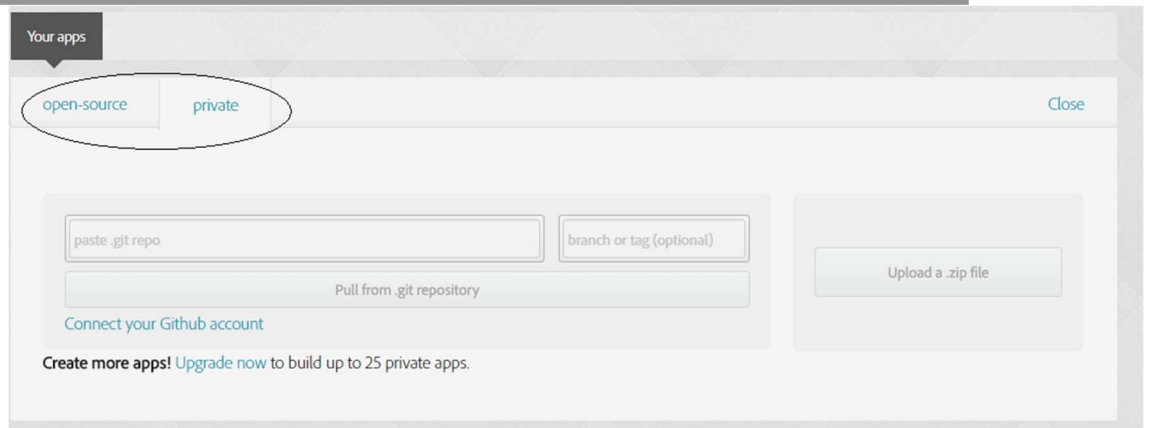 Your apps
open-source private Close
paste .git repo branch or tag (optional)
Upload a .zip file
Pull from .git repository
Connect your Github account
Create more apps! Upgrade now to build up to 25 private apps.